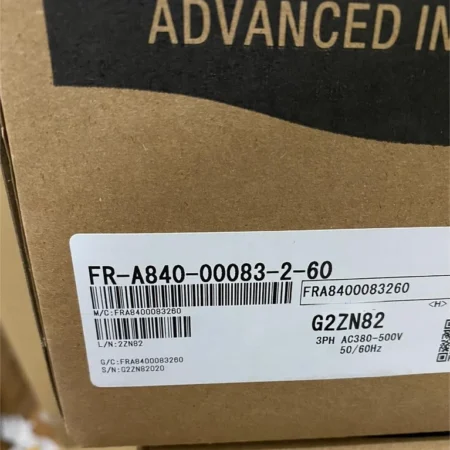 ADVANCED IN
FR-A840-00083-2-60
FRA8400083260
M/C:FRA8400083260
<H>
L/N:2ZN82
G2ZN82
3PH AC380-500V
50/60Hz
G/C:FRA8400083260
S/N:G2ZN82020